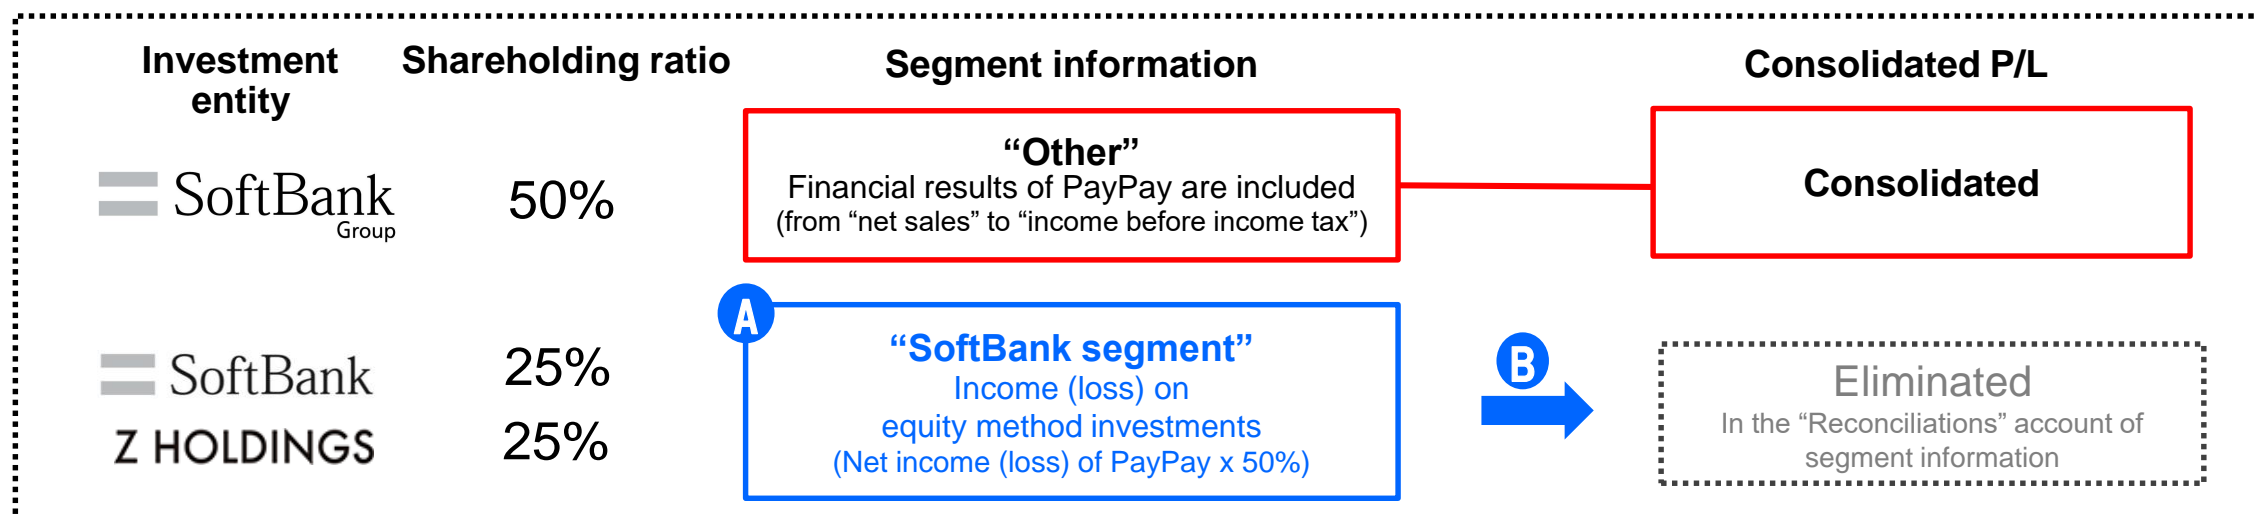 Investment
entity
Shareholding ratio
Segment information
Consolidated P/L
SoftBank
Group
50%
“Other”
Financial results of PayPay are included
(from “net sales” to “income before income tax”)
Consolidated
SoftBank
25%
Z HOLDINGS
25%
A
“SoftBank segment”
Income (loss) on
equity method investments
(Net income (loss) of PayPay x 50%)
B
Eliminated
In the “Reconciliations” account of
segment information